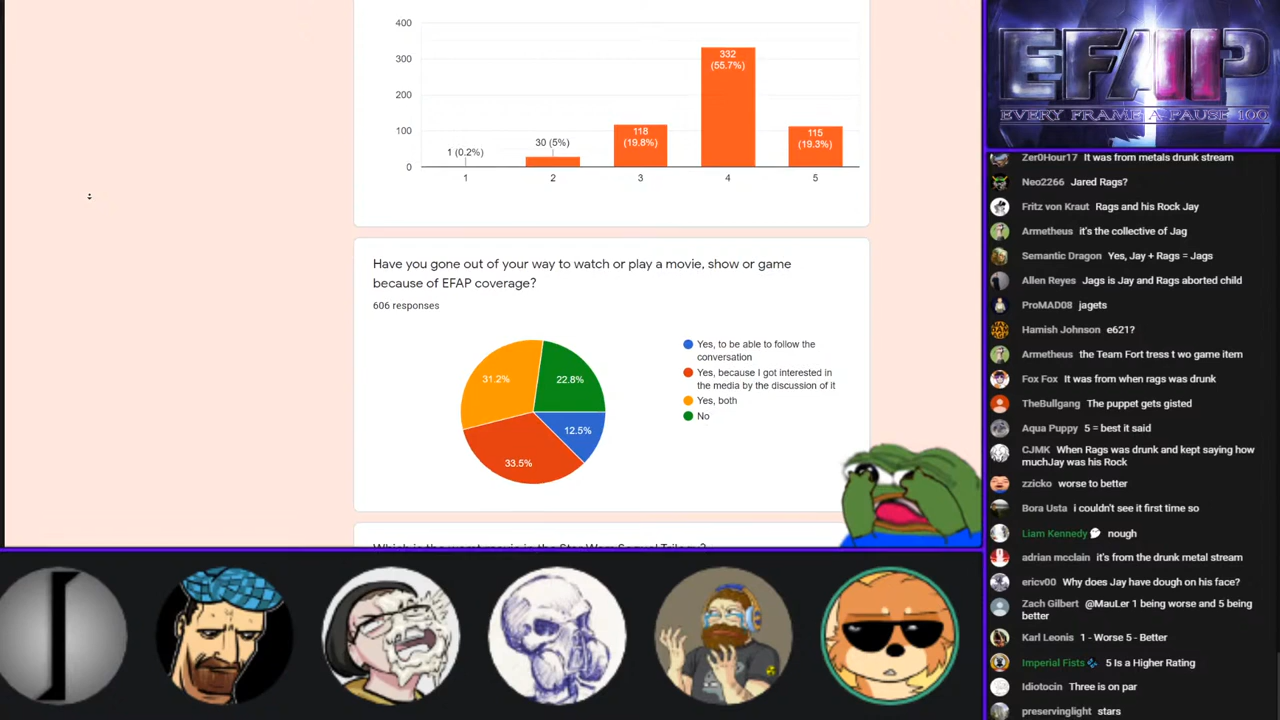 400
300
200
100
0
1 (0.2%)
30 (5%)
118
(19.8%)
332
(55.7%)
115
(19.3%)
1
2
3
4
5
Have you gone out of your way to watch or play a movie, show or game
because of EFAP coverage?
606 responses
31.2%
22.8%
12.5%
33.5%
Yes, to be able to follow the
conversation
Yes, because I got interested in
the media by the discussion of it
Yes, both
No
Which is the worst movie in the Star Wars Sequel Trilogy?
EFAP
EVERY FRAME A PAUSE 100
Zer0Hour17 It was from metals drunk stream
Neo2266 Jared Rags?
Fritz von Kraut Rags and his Rock Jay
Armetheus it's the collective of Jag
Semantic Dragon Yes, Jay + Rags = Jags
Allen Reyes Jags is Jay and Rags aborted child
ProMAD08 jagets
Hamish Johnson e621?
Armetheus the Team Fort tress t wo game item
Fox Fox It was from when rags was drunk
TheBullgang The puppet gets gisted
Aqua Puppy 5 = best it said
CJMK When Rags was drunk and kept saying how
muchJay was his Rock
zzicko worse to better
Bora Usta i couldn't see it first time so
Liam Kennedy nough
adrian mcclain it's from the drunk metal stream
ericv00 Why does Jay have dough on his face?
Zach Gilbert @MauLer 1 being worse and 5 being
better
Karl Leonis 1 - Worse 5 - Better
Imperial Fists 5 Is a Higher Rating
Idiotocin Three is on par
preservinglight stars